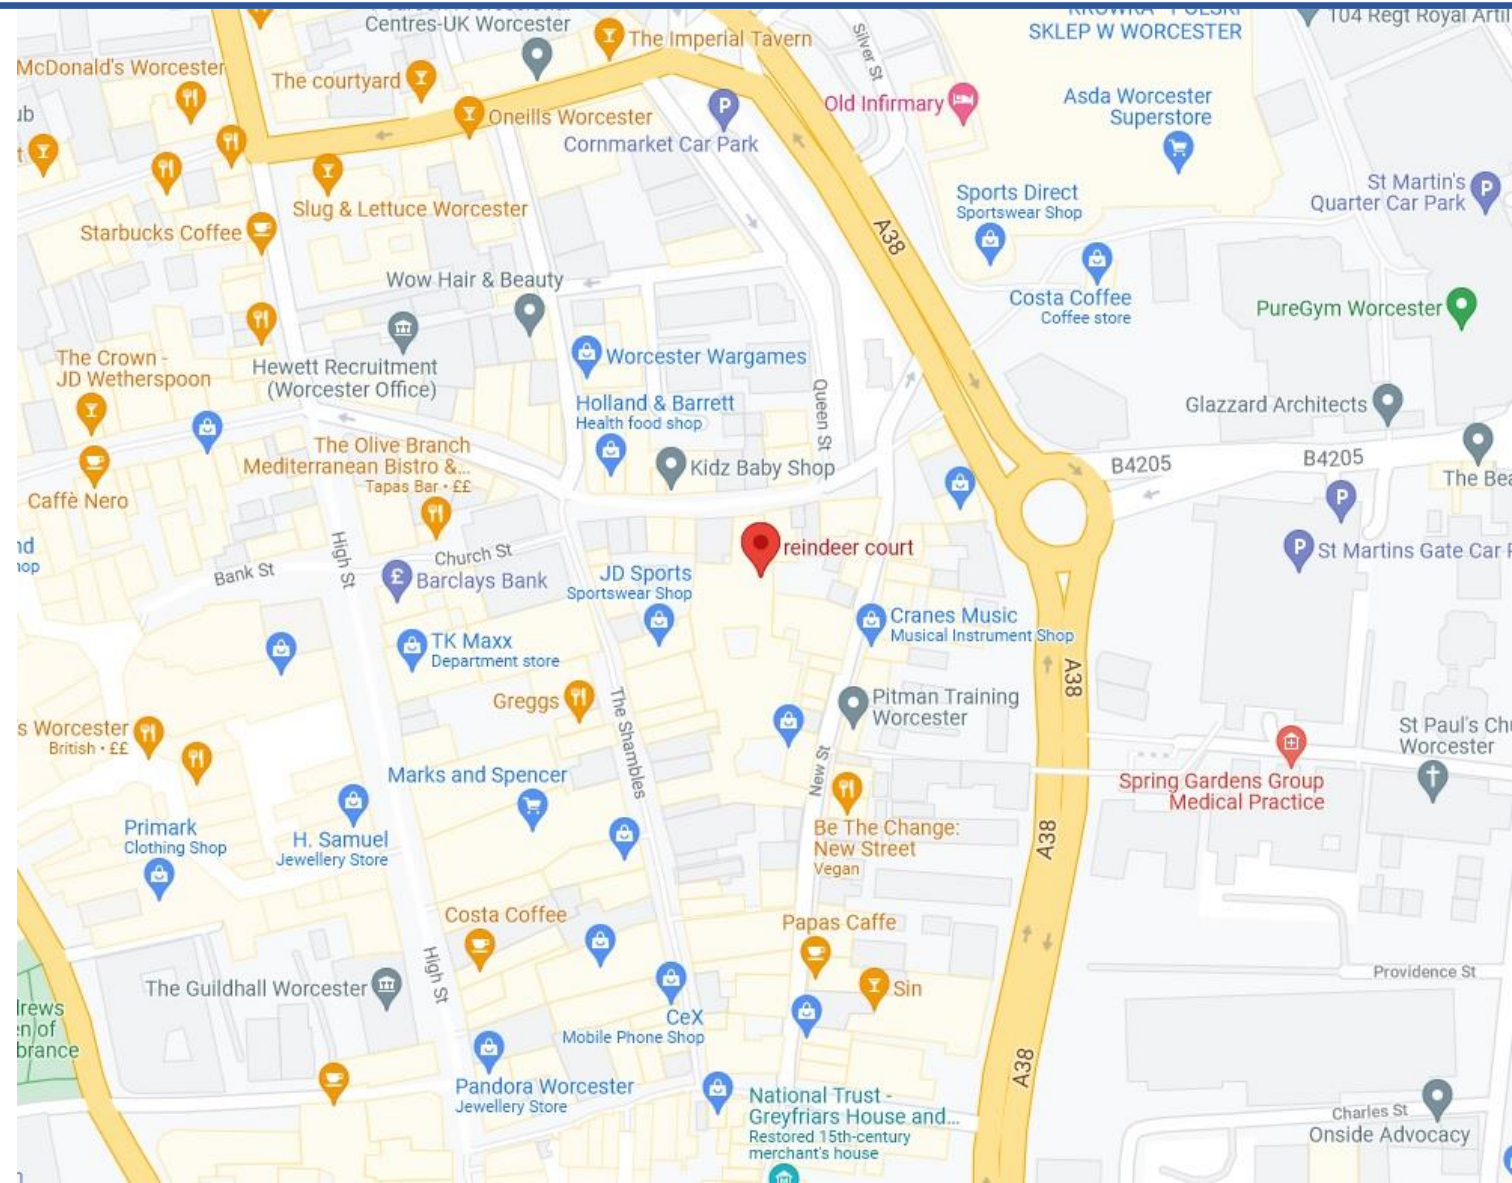 Centres-UK Worcester
The Imperial Tavern
Silver St
SKLEP W WORCESTER
104 Regt Royal Artil
McDonald's Worcester
The courtyard
Oneills Worcester
Cornmarket Car Park
Old Infirmary
Asda Worcester
Superstore
St Martin's
Quarter Car Park
Slug & Lettuce Worcester
Starbucks Coffee
Sports Direct
Sportswear Shop
A38
Wow Hair & Beauty
Costa Coffee
Coffee store
PureGym Worcester
The Crown -
JD Wetherspoon
Hewett Recruitment
(Worcester Office)
Worcester Wargames
Holland & Barrett
Health food shop
Queen St
Glazzard Architects
The Olive Branch
Mediterranean Bistro &...
Tapas Bar • ££
Kidz Baby Shop
B4205
B4205
The Bea
Caffè Nero
High St
Church St
Bank St
Barclays Bank
reindeer court
St Martins Gate Car P
JD Sports
Sportswear Shop
Cranes Music
Musical Instrument Shop
TK Maxx
Department store
A38
Greggs
The Shambles
Pitman Training
Worcester
s Worcester
British • ££
New St
St Paul's Chu
Worcester
Marks and Spencer
Spring Gardens Group
Medical Practice
Primark
Clothing Shop
H. Samuel
Jewellery Store
Be The Change:
New Street
Vegan
A38
Costa Coffee
Papas Caffe
High St
The Guildhall Worcester
Sin
Providence St
CeX
Mobile Phone Shop
drews
en of
brance
A38
Pandora Worcester
Jewellery Store
National Trust -
Greyfriars House and...
Restored 15th-century
merchant's house
Charles St
Onside Advocacy